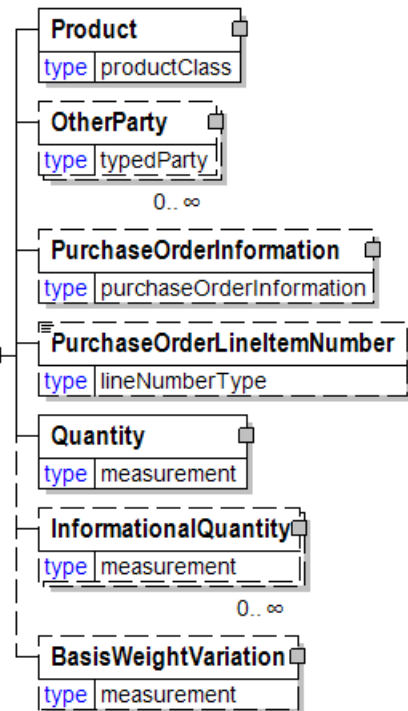 Product
type productClass
OtherParty
type typedParty
0.. ∞
PurchaseOrderInformation
type purchaseOrderInformation
PurchaseOrderLineItemNumber
type lineNumberType
Quantity
type measurement
InformationalQuantity
type measurement
0.. ∞
BasisWeightVariation
type measurement